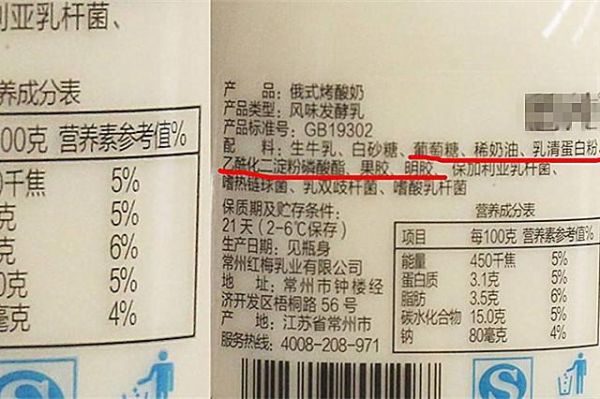 利亚乳杆菌、
养成分表
00克 营养素参考值%
千焦 5%
克 5%
克 6%
0克 5%
毫克 4%
产 品：俄式烤酸奶
产品类型：风味发酵乳
产品标准号：GB19302
配 料：生牛乳、白砂糖、葡萄糖、稀奶油、乳清蛋白粉、
乙酰化二淀粉磷酸酯、果胶、明胶、保加利亚乳杆菌、
嗜热链球菌、乳双歧杆菌、嗜酸乳杆菌
保质期及贮存条件：
21天（2-6℃保存）
生产日期：见瓶身
常州红梅乳业有限公司
地 址：常州市钟楼经
济开发区梧桐路56号
产 地：江苏省常州市
服务热线：4008-208-971
营养成分表
项目 每100克 营养素参考值%
能量 450千焦 5%
蛋白质 3.1克 5%
脂肪 3.5克 6%
碳水化合物 15.0克 5%
钠 80毫克 4%